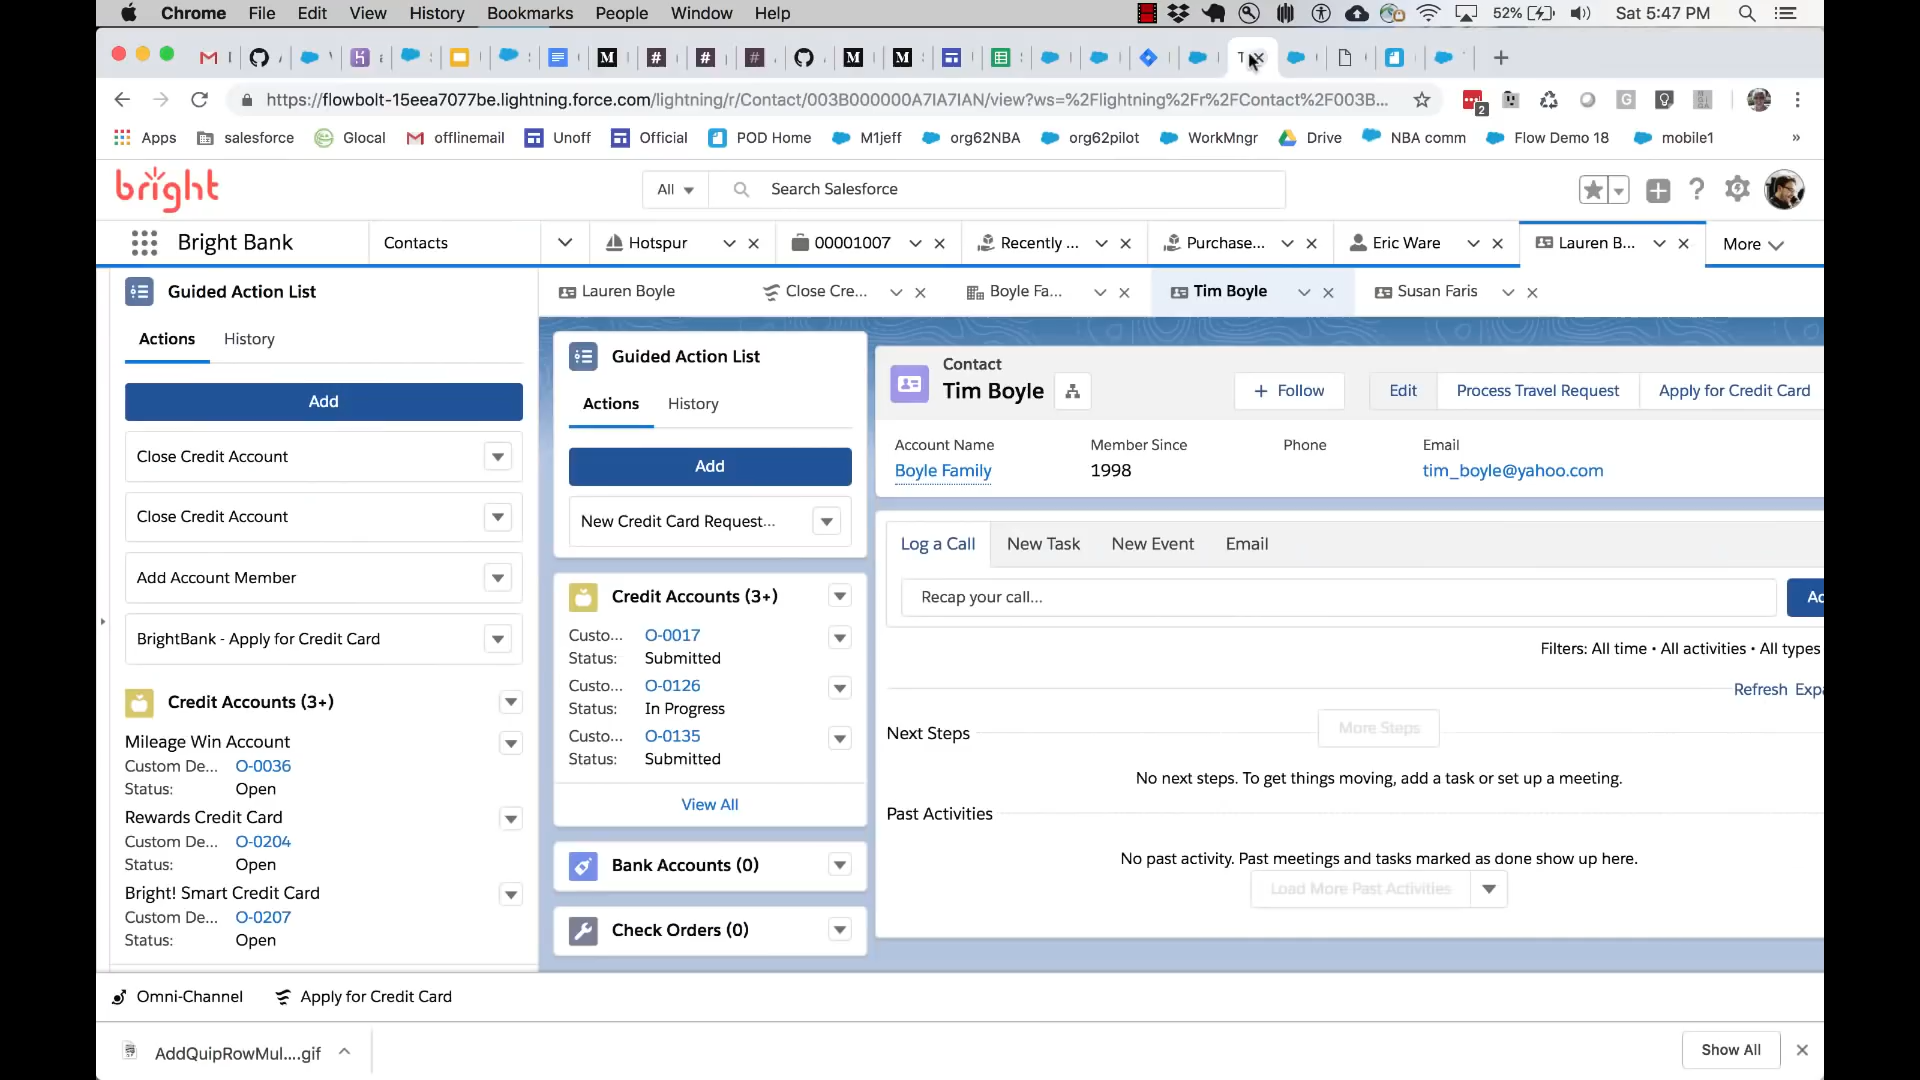 Chrome File Edit View History Bookmarks People Window Help 52% Sat 5:47 PM
https://flowbolt-15eea7077be.lightning.force.com/lightning/r/Contact/003B000000A7IA7IAN/view?ws=%2Flightning%2Fr%2FContact%2F003B... 2
Apps salesforce Glocal offlinemail Unoff Official POD Home M1jeff org62NBA org62pilot WorkMngr Drive NBA comm Flow Demo 18 mobile1 »
bright All Search Salesforce
Bright Bank Contacts Hotspur 00001007 Recently ... Purchase... Eric Ware Lauren B... More
Guided Action List
Actions History
Add
Close Credit Account
Close Credit Account
Add Account Member
BrightBank - Apply for Credit Card
Credit Accounts (3+)
Mileage Win Account
Custom De... O-0036
Status: Open
Rewards Credit Card
Custom De... O-0204
Status: Open
Bright! Smart Credit Card
Custom De... O-0207
Status: Open
Lauren Boyle Close Cre... Boyle Fa... Tim Boyle Susan Faris
Guided Action List
Actions History
Add
New Credit Card Request...
Credit Accounts (3+)
Custo... O-0017
Status: Submitted
Custo... O-0126
Status: In Progress
Custo... O-0135
Status: Submitted
View All
Bank Accounts (0)
Check Orders (0)
Contact
Tim Boyle
+ Follow Edit Process Travel Request Apply for Credit Card
Account Name Member Since Phone Email
Boyle Family 1998 tim_boyle@yahoo.com
Log a Call New Task New Event Email
Recap your call...
Filters: All time • All activities • All types
Refresh Expa
Next Steps More Steps
No next steps. To get things moving, add a task or set up a meeting.
Past Activities
No past activity. Past meetings and tasks marked as done show up here.
Load More Past Activities
Omni-Channel Apply for Credit Card
AddQuipRowMul....gif Show All